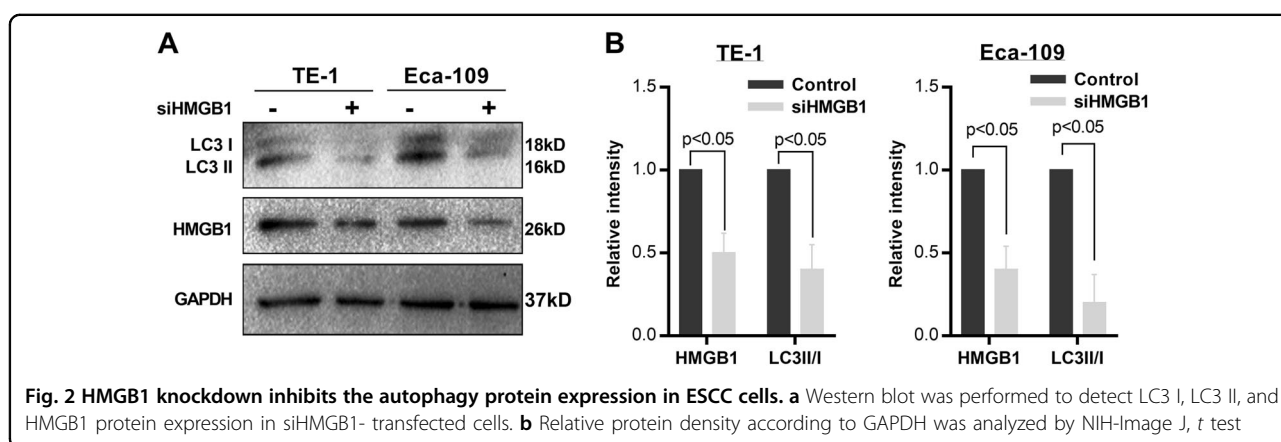 A
TE-1 Eca-109
siHMGB1 - + - +
LC3 I 18kD
LC3 II 16kD
HMGB1 26kD
GAPDH 37kD
B
TE-1
Control
siHMGB1
Relative intensity
1.5
1.0
0.5
0.0
p<0.05 p<0.05
HMGB1 LC3II/I
Eca-109
Control
siHMGB1
Relative intensity
1.5
1.0
0.5
0.0
p<0.05 p<0.05
HMGB1 LC3II/I
Fig. 2 HMGB1 knockdown inhibits the autophagy protein expression in ESCC cells. a Western blot was performed to detect LC3 I, LC3 II, and
HMGB1 protein expression in siHMGB1- transfected cells. b Relative protein density according to GAPDH was analyzed by NIH-Image J, t test